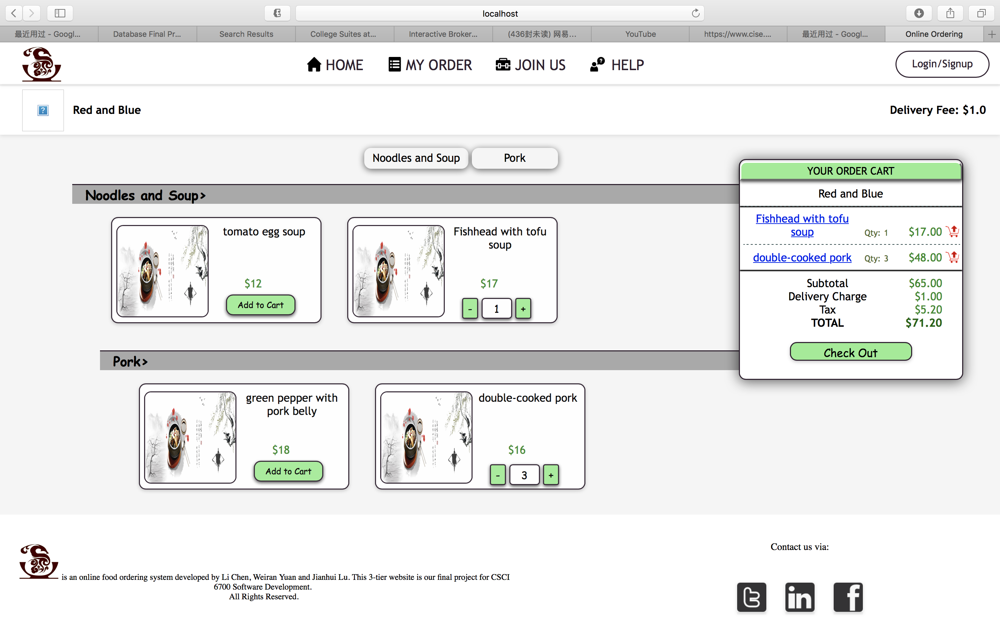 localhost
最近用过 - Googl...
Database Final Pr...
Search Results
College Suites at...
Interactive Broker...
(436封未读) 网易...
YouTube
https://www.cise....
最近用过 - Googl...
Online Ordering
HOME
MY ORDER
JOIN US
HELP
Login/Signup
Red and Blue
Delivery Fee: $1.0
Noodles and Soup
Pork
Noodles and Soup>
tomato egg soup
$12
Add to Cart
Fishhead with tofu
soup
$17
- 1 +
Pork>
green pepper with
pork belly
$18
Add to Cart
double-cooked pork
$16
- 3 +
YOUR ORDER CART
Red and Blue
Fishhead with tofu
soup Qty: 1 $17.00
double-cooked pork Qty: 3 $48.00
Subtotal $65.00
Delivery Charge $1.00
Tax $5.20
TOTAL $71.20
Check Out
is an online food ordering system developed by Li Chen, Weiran Yuan and Jianhui Lu. This 3-tier website is our final project for CSCI
6700 Software Development.
All Rights Reserved.
Contact us via: